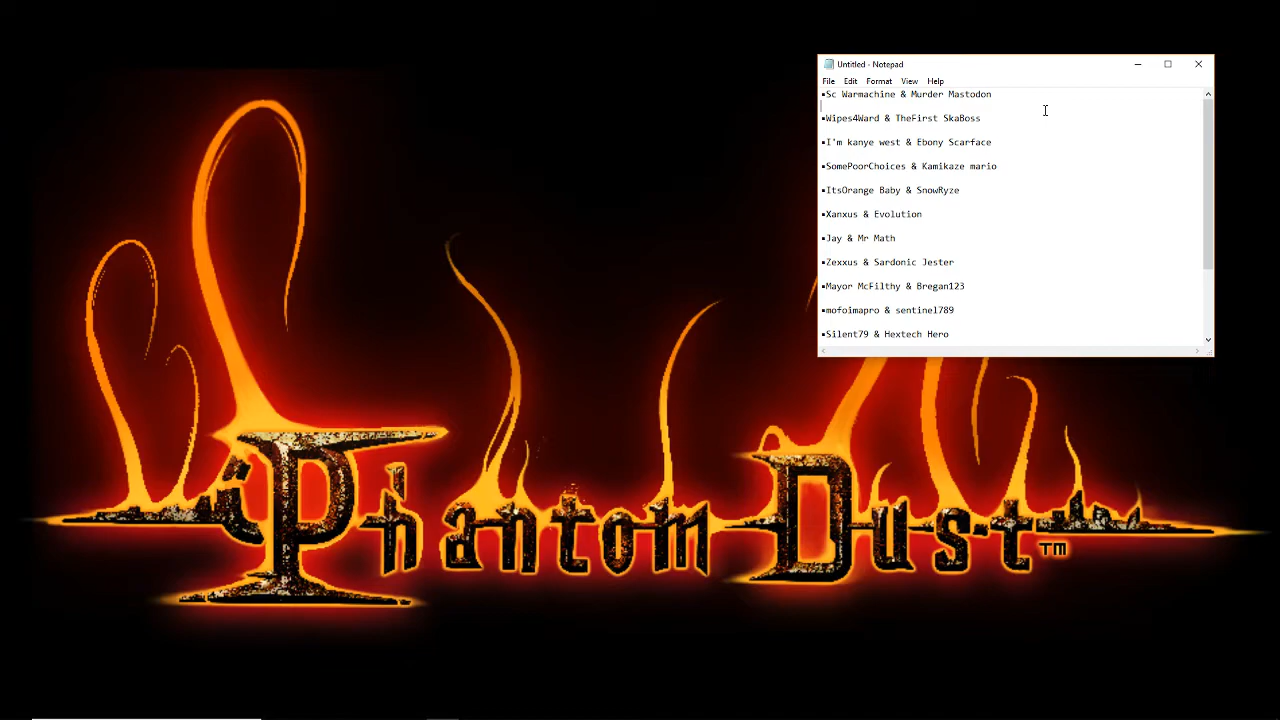 Untitled - Notepad
File Edit Format View Help
▪Sc Warmachine & Murder Mastodon
▪Wipes4Ward & TheFirst SkaBoss
▪I'm kanye west & Ebony Scarface
▪SomePoorChoices & Kamikaze mario
▪ItsOrange Baby & SnowRyze
▪Xanxus & Evolution
▪Jay & Mr Math
▪Zexxus & Sardonic Jester
▪Mayor McFilthy & Bregan123
▪mofoimapro & sentinel789
▪Silent79 & Hextech Hero
Phantom Dust™